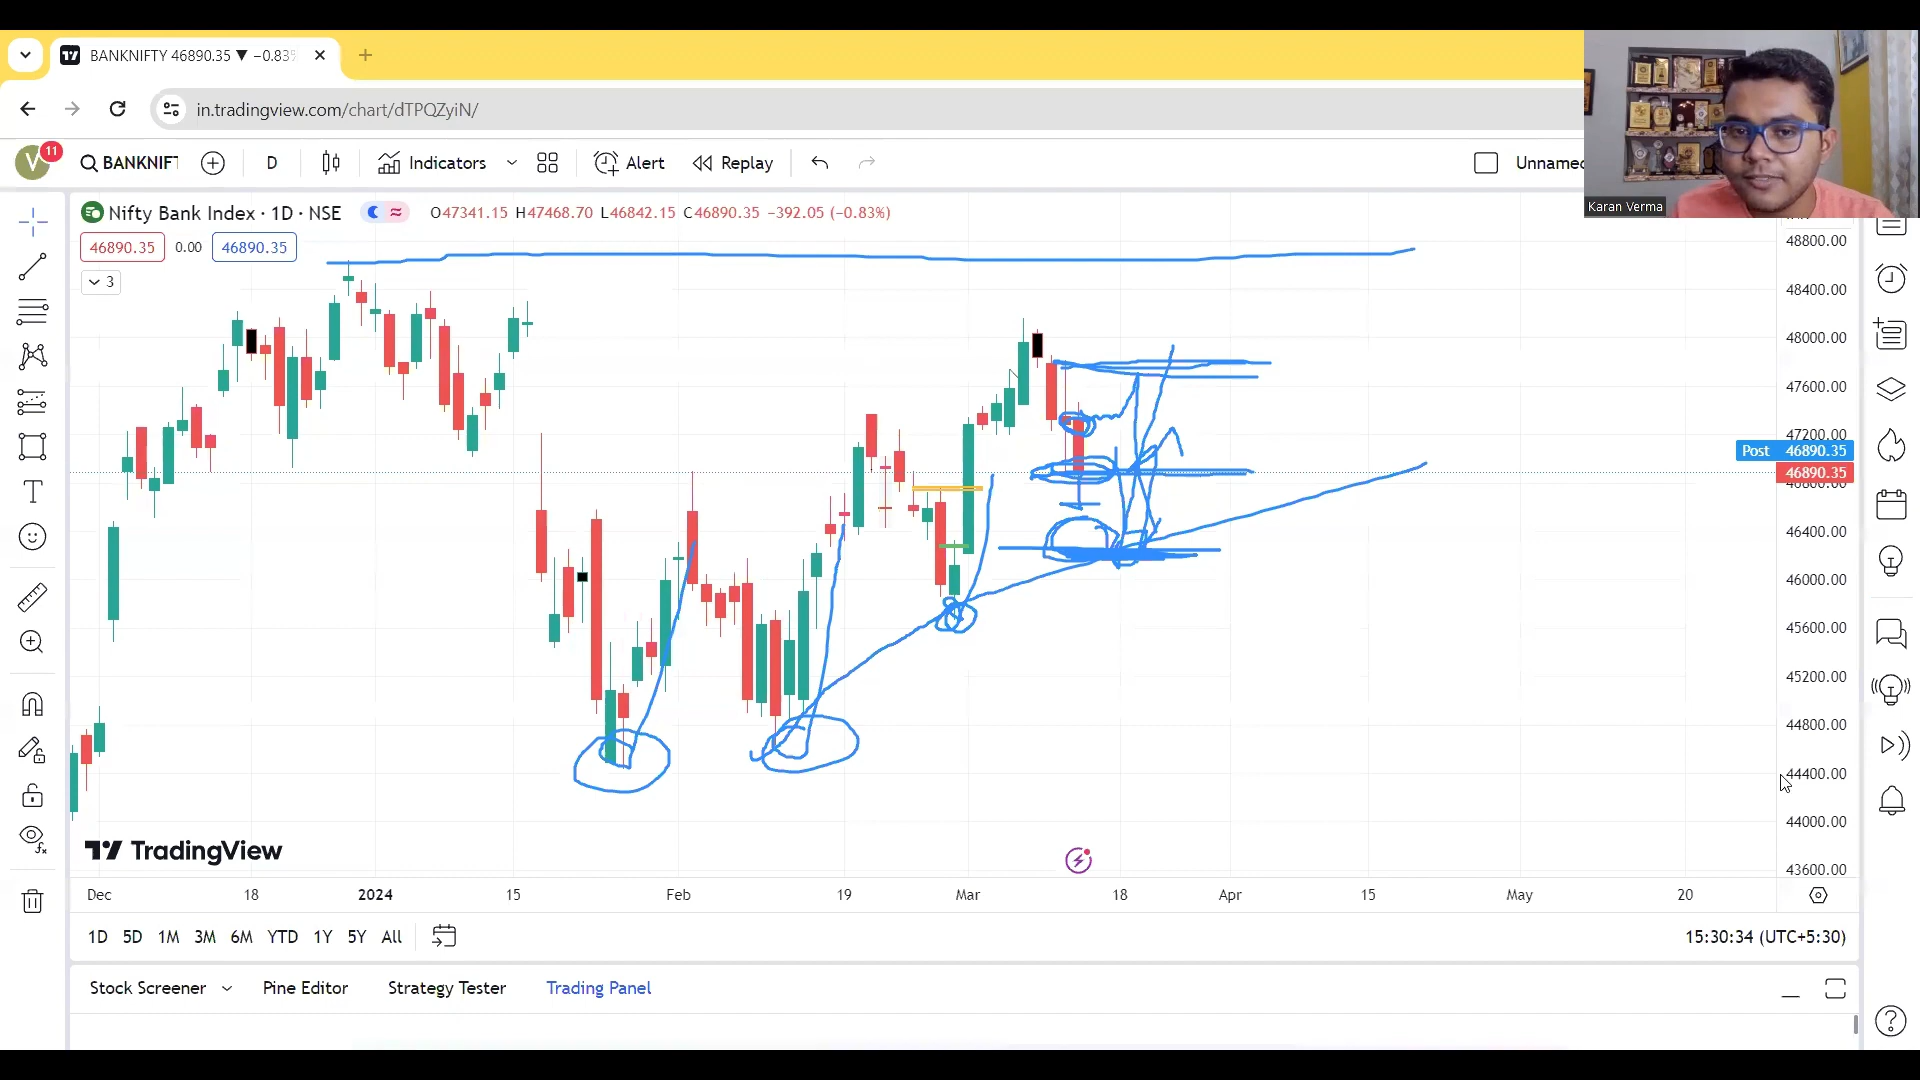 BANKNIFTY 46890.35 ▼ −0.83
in.tradingview.com/chart/dTPQZyiN/
V
11
BANKNIF
D
Indicators
Alert
Replay
Unnamed
Karan Verma
Nifty Bank Index · 1D · NSE
O47341.15 H47468.70 L46842.15 C46890.35 −392.05 (−0.83%)
46890.35
0.00
46890.35
3
48800.00
48400.00
48000.00
47600.00
47200.00
Post 46890.35
46890.35
46800.00
46400.00
46000.00
45600.00
45200.00
44800.00
44400.00
44000.00
43600.00
TradingView
Dec 18 2024 15 Feb 19 Mar 18 Apr 15 May 20
1D 5D 1M 3M 6M YTD 1Y 5Y All
15:30:34 (UTC+5:30)
Stock Screener Pine Editor Strategy Tester Trading Panel